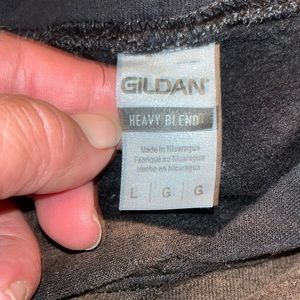 GILDAN
HEAVY BLEND
Made in Nicaragua
Fabriqué au Nicaragua
Hecho en Nicaragua
L G G